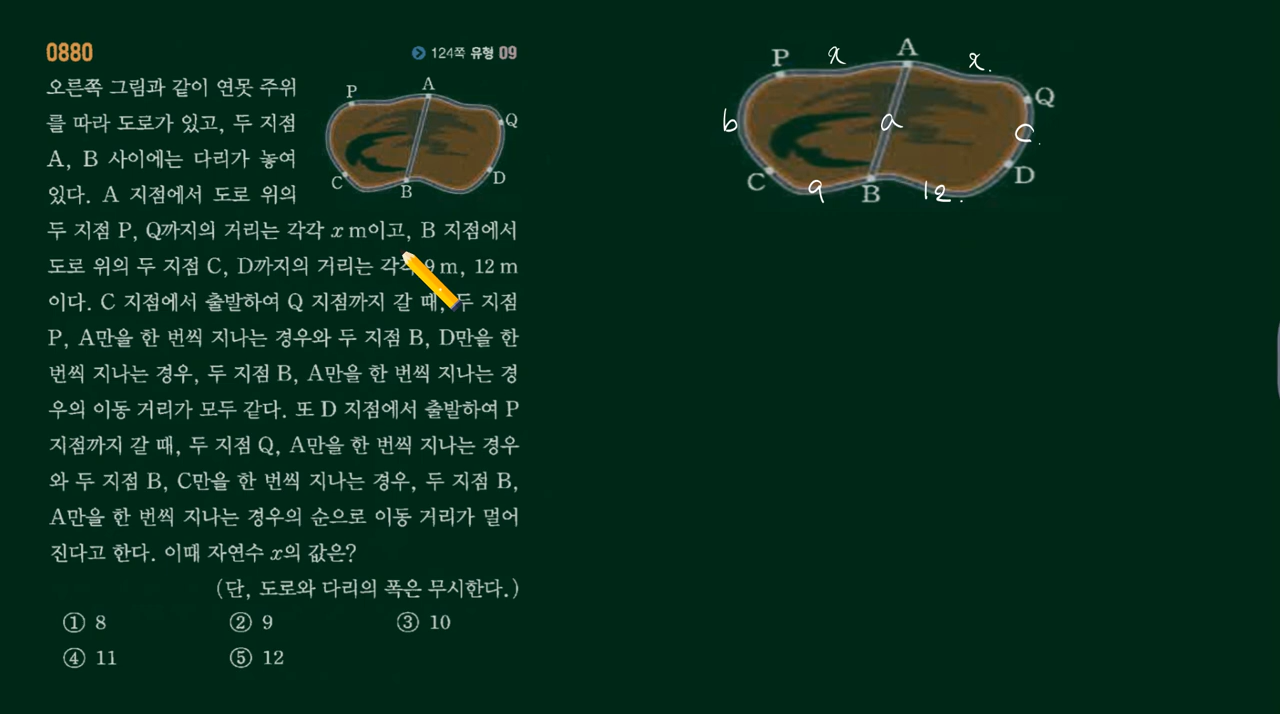 0880
124쪽 유형 09
오른쪽 그림과 같이 연못 주위
를 따라 도로가 있고, 두 지점
A, B 사이에는 다리가 놓여
있다. A 지점에서 도로 위의
두 지점 P, Q까지의 거리는 각각 x m이고, B 지점에서
도로 위의 두 지점 C, D까지의 거리는 각각 9 m, 12 m
이다. C 지점에서 출발하여 Q 지점까지 갈 때, 두 지점
P, A만을 한 번씩 지나는 경우와 두 지점 B, D만을 한
번씩 지나는 경우, 두 지점 B, A만을 한 번씩 지나는 경
우의 이동 거리가 모두 같다. 또 D 지점에서 출발하여 P
지점까지 갈 때, 두 지점 Q, A만을 한 번씩 지나는 경우
와 두 지점 B, C만을 한 번씩 지나는 경우, 두 지점 B,
A만을 한 번씩 지나는 경우의 순으로 이동 거리가 멀어
진다고 한다. 이때 자연수 x의 값은?
(단, 도로와 다리의 폭은 무시한다.)
① 8 ② 9 ③ 10
④ 11 ⑤ 12
P A Q
C B D
P x A x. Q
b a c.
C 9 B 12. D